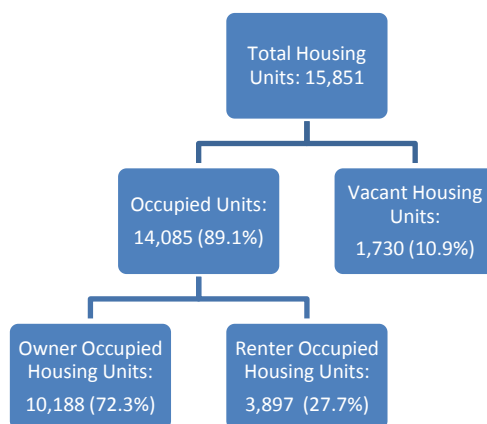 Total Housing
Units: 15,851
Occupied Units:
14,085 (89.1%)
Vacant Housing
Units:
1,730 (10.9%)
Owner Occupied
Housing Units:
10,188 (72.3%)
Renter Occupied
Housing Units:
3,897 (27.7%)